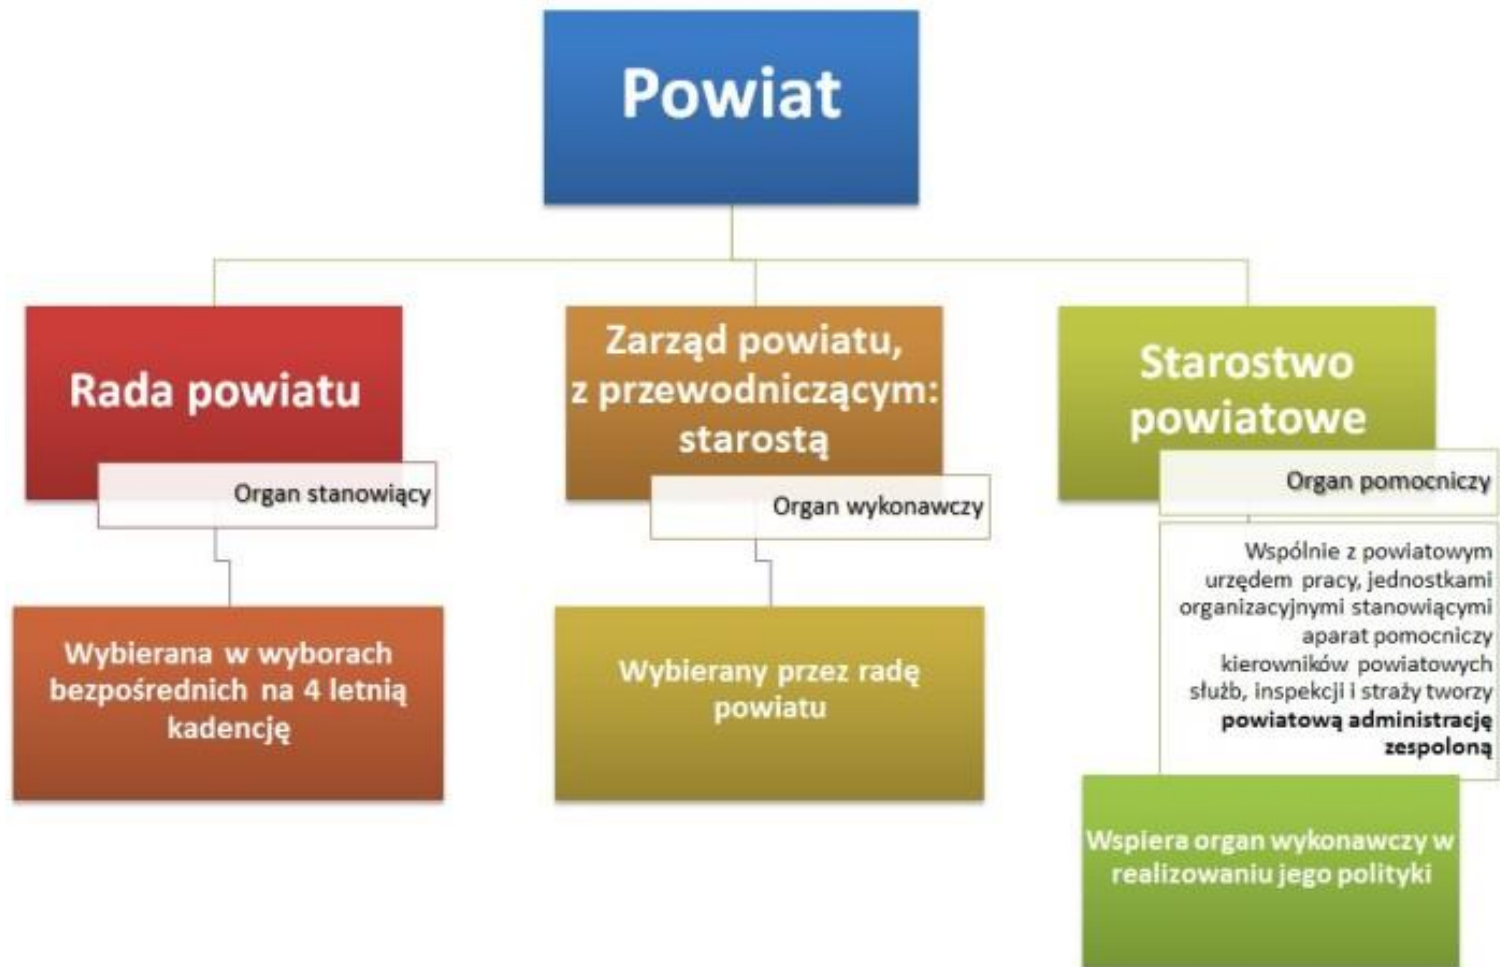 Powiat
Rada powiatu
Organ stanowiący
Wybierana w wyborach
bezpośrednich na 4 letnią
kadencję
Zarząd powiatu,
z przewodniczącym:
starostą
Organ wykonawczy
Wybierany przez radę
powiatu
Starostwo
powiatowe
Organ pomocniczy
Wspólnie z powiatowym
urzędem pracy, jednostkami
organizacyjnymi stanowiącymi
aparat pomocniczy
kierowników powiatowych
służb, inspekcji i straży tworzy
powiatową administrację
zespoloną
Wspiera organ wykonawczy w
realizowaniu jego polityki